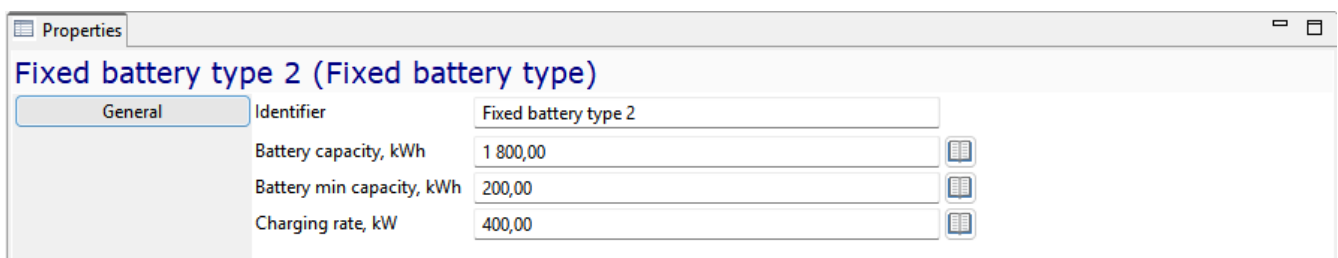 Properties
Fixed battery type 2 (Fixed battery type)
General
Identifier Fixed battery type 2
Battery capacity, kWh 1 800,00
Battery min capacity, kWh 200,00
Charging rate, kW 400,00